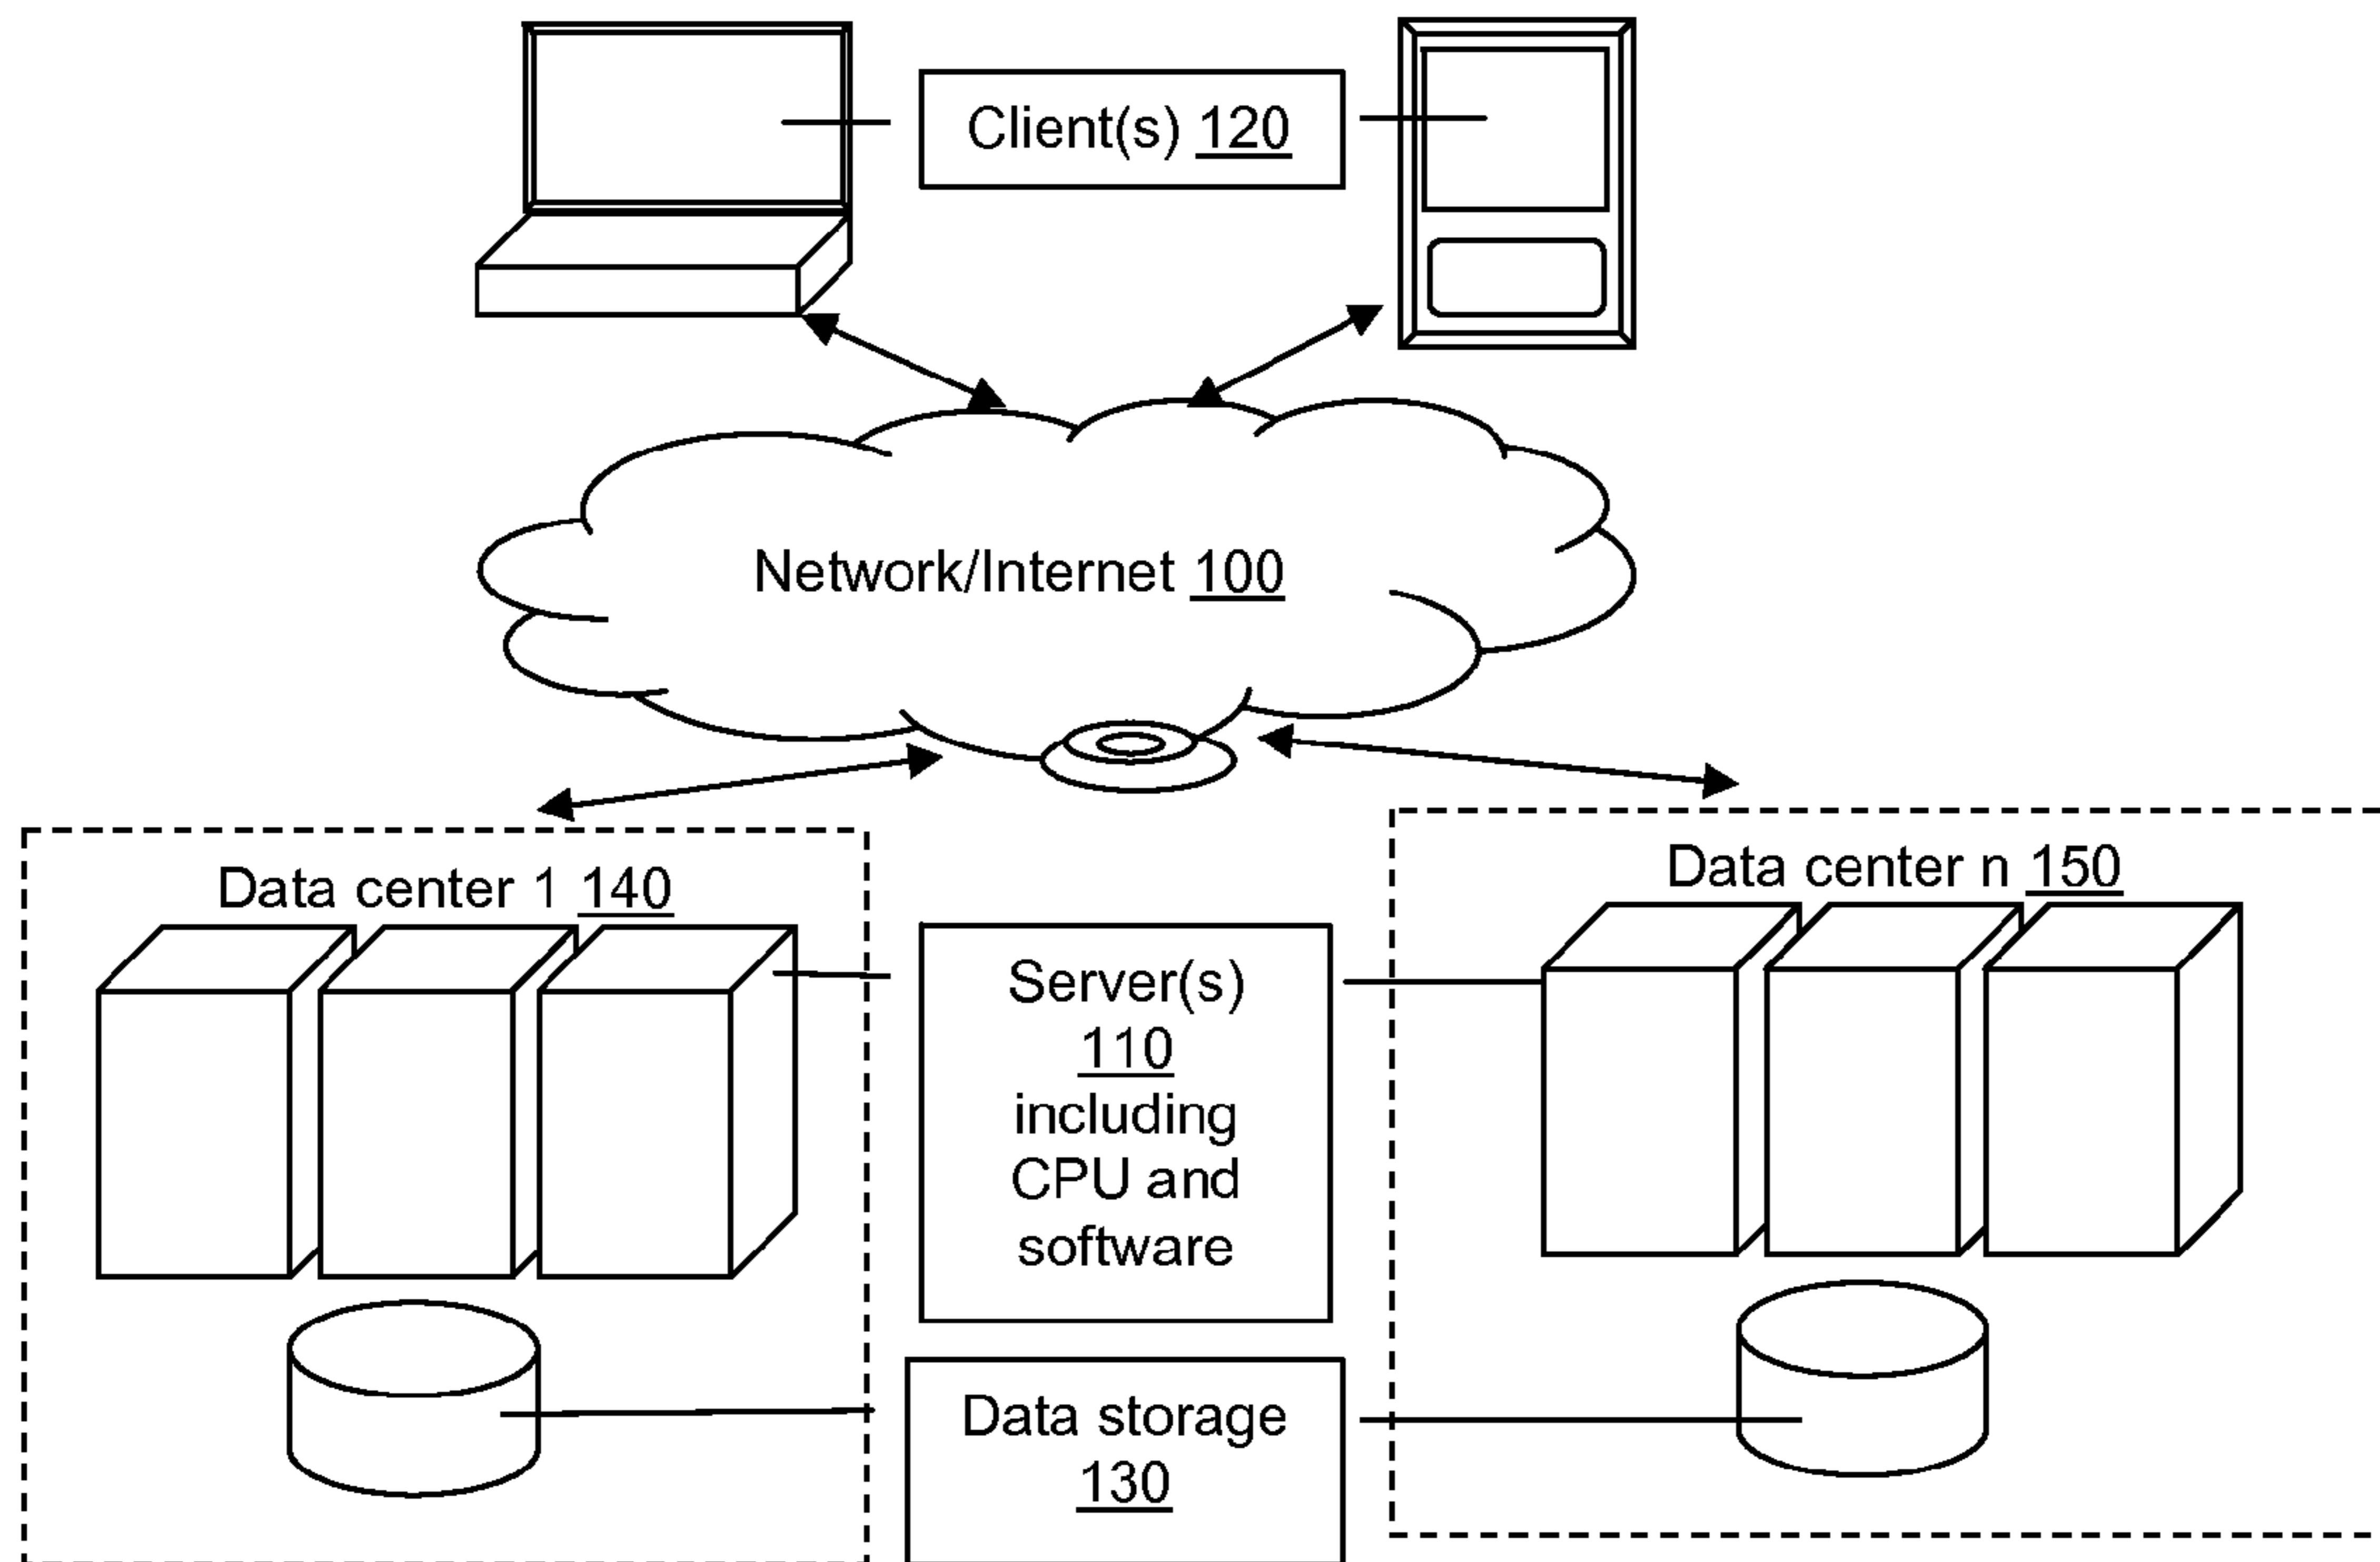 Client(s) 120
Network/Internet 100
Data center 1 140
Data center n 150
Server(s)
110
including
CPU and
software
Data storage
130